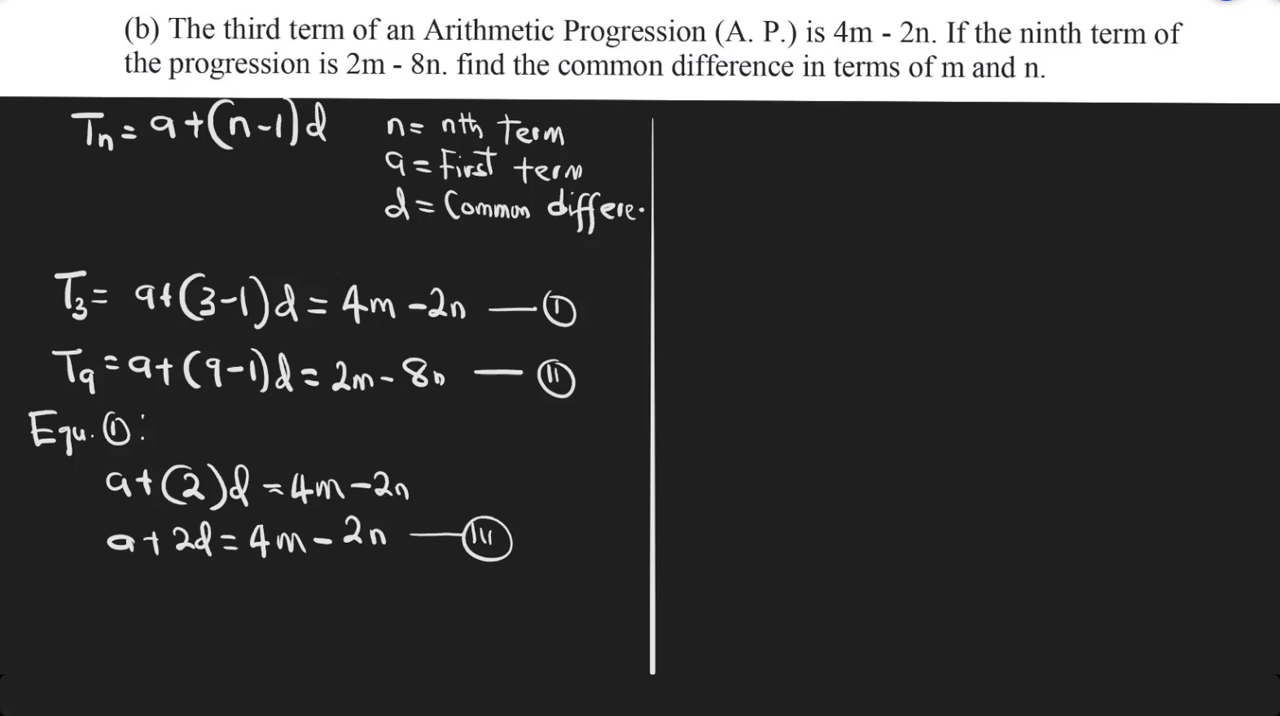 (b) The third term of an Arithmetic Progression (A. P.) is 4m - 2n. If the ninth term of
the progression is 2m - 8n. find the common difference in terms of m and n.
Tn = a+(n-1)d
n= nth Term
a = First term
d = Common differe.
T3 = a+(3-1)d = 4m -2n — (I)
T9 = a+(9-1)d = 2m - 8n — (II)
Equ. (I):
a+(2)d = 4m-2n
a+ 2d = 4m - 2n — (III)